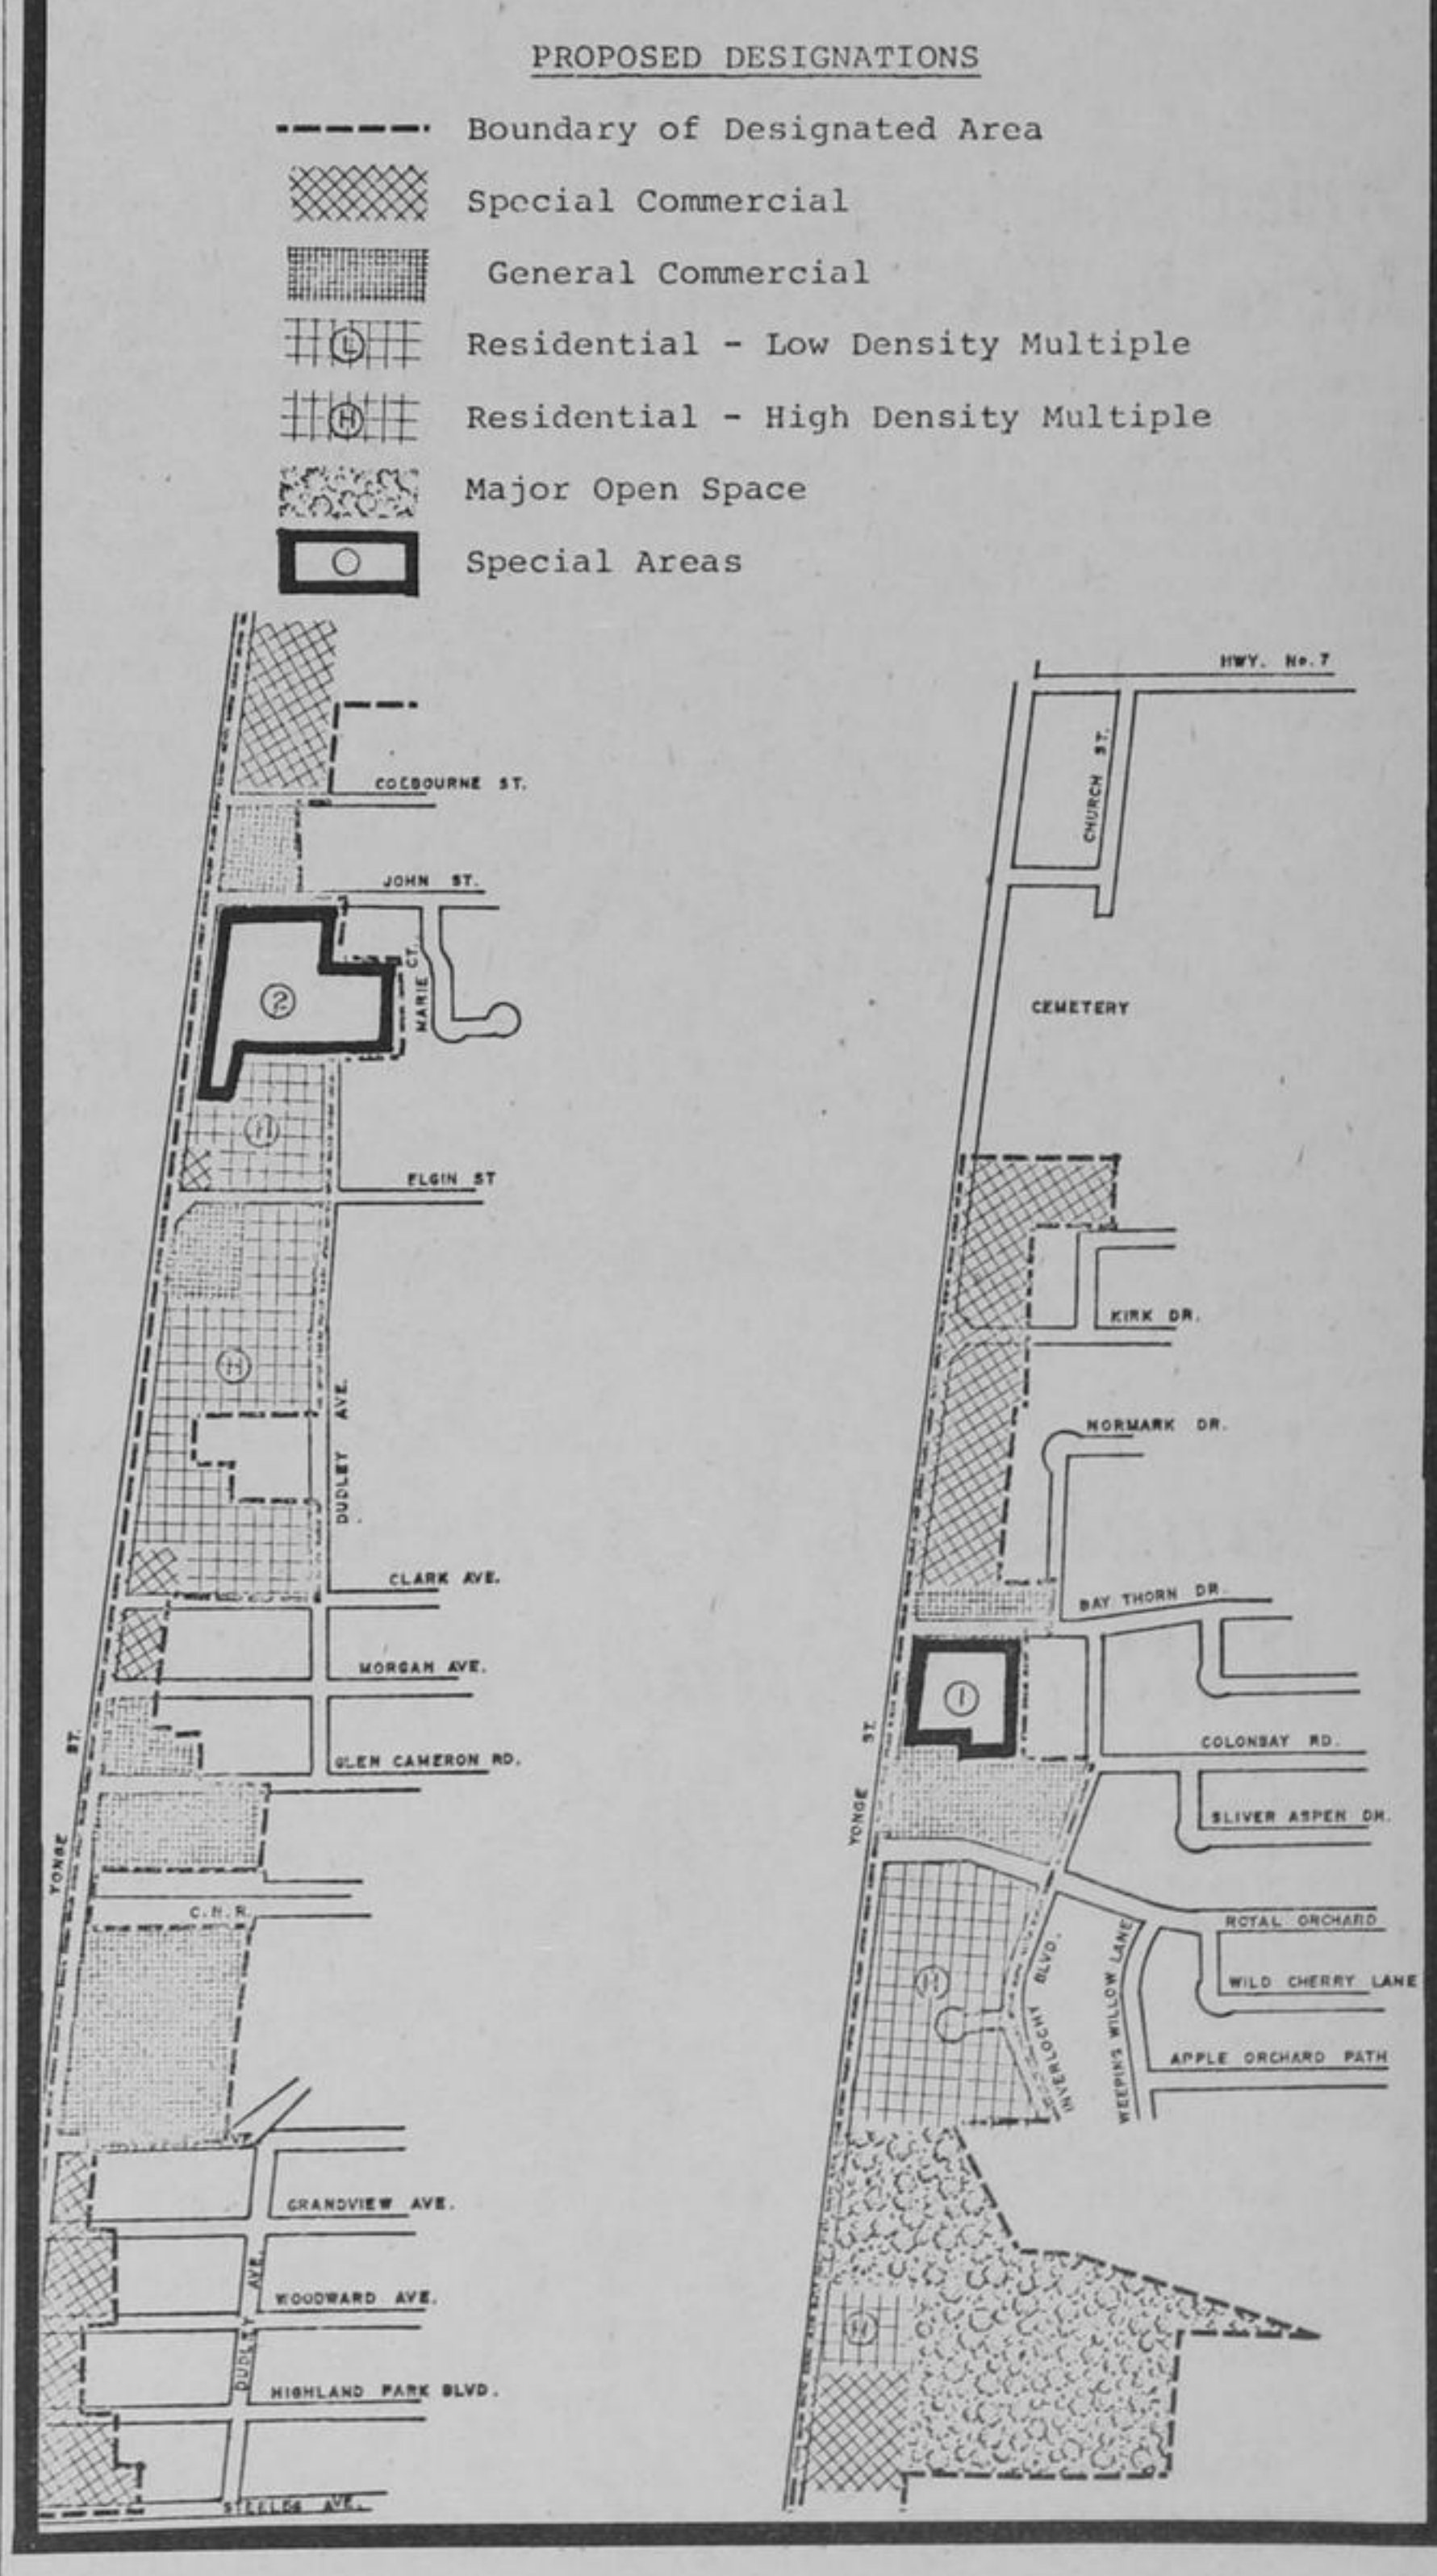 PROPOSED DESIGNATIONS
Boundary of Designated Area
Special Commercial
General Commercial
L Residential - Low Density Multiple
H Residential - High Density Multiple
Major Open Space
Special Areas
COLBOURNE ST.
JOHN ST.
MARIE CT.
2
H
ELGIN ST
H
DUDLEY AVE.
CLARK AVE.
MORGAN AVE.
YONGE ST.
GLEN CAMERON RD.
C.N.R.
GRANDVIEW AVE.
WOODWARD AVE.
DUDLEY AVE.
HIGHLAND PARK BLVD.
STEELES AVE.
HWY. No. 7
CHURCH ST.
CEMETERY
KIRK DR.
NORMARK DR.
BAY THORN DR.
1
YONGE ST.
COLONSAY RD.
SLIVER ASPEN DR.
ROYAL ORCHARD
H
INVERLOCHY BLVD.
WEEPING WILLOW LANE
WILD CHERRY LANE
APPLE ORCHARD PATH
H